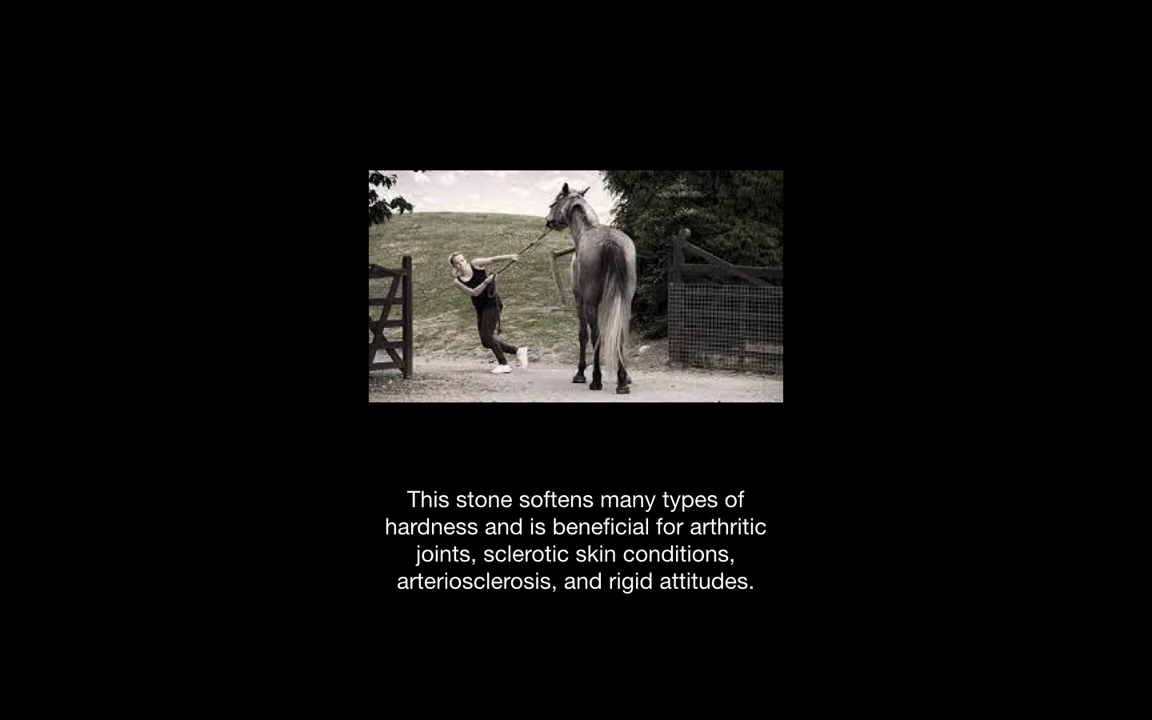 This stone softens many types of
hardness and is beneficial for arthritic
joints, sclerotic skin conditions,
arteriosclerosis, and rigid attitudes.